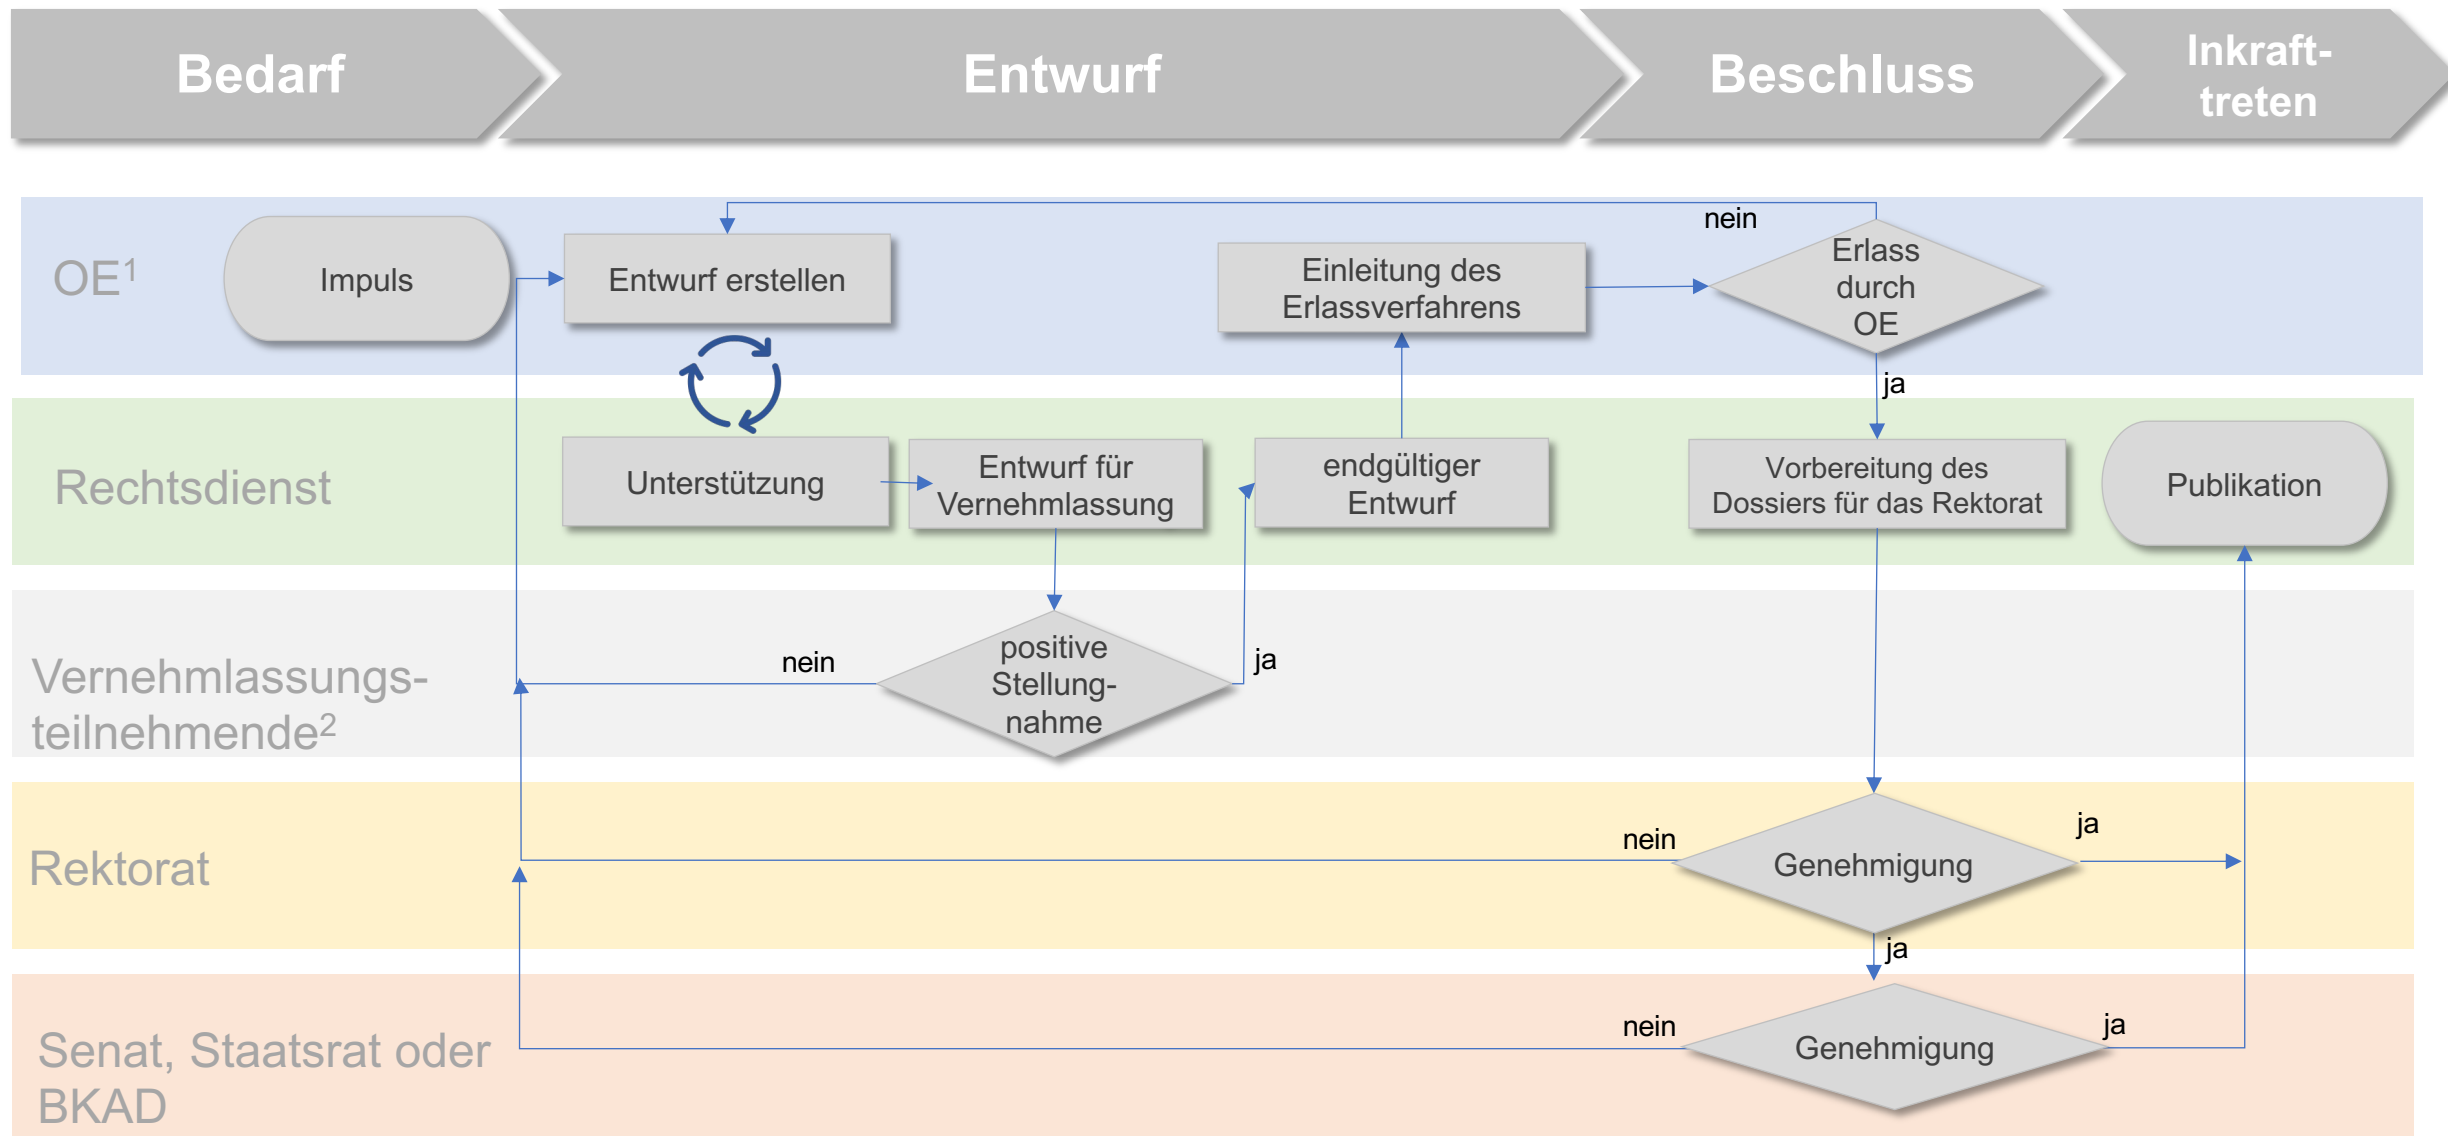 Bedarf
Entwurf
Beschluss
Inkraft-
treten
OE¹
Impuls
Entwurf erstellen
Einleitung des
Erlassverfahrens
nein
Erlass
durch
OE
ja
Rechtsdienst
Unterstützung
Entwurf für
Vernehmlassung
endgültiger
Entwurf
Vorbereitung des
Dossiers für das Rektorat
Publikation
Vernehmlassungs-
teilnehmende²
nein
positive
Stellung-
nahme
ja
Rektorat
nein
Genehmigung
ja
ja
Senat, Staatsrat oder
BKAD
nein
Genehmigung
ja